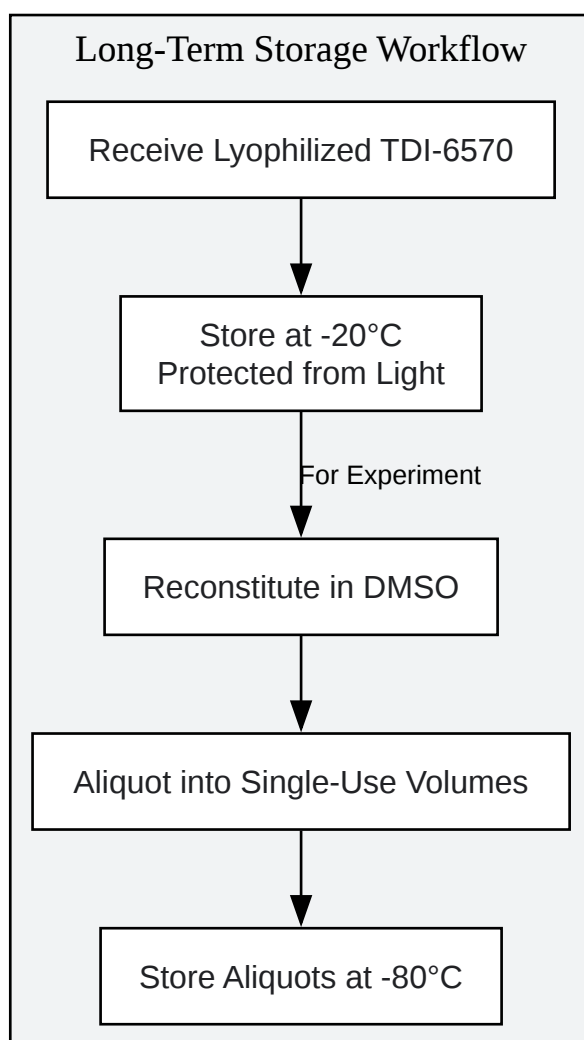 Long-Term Storage Workflow
Receive Lyophilized TDI-6570
Store at -20°C
Protected from Light
For Experiment
Reconstitute in DMSO
Aliquot into Single-Use Volumes
Store Aliquots at -80°C